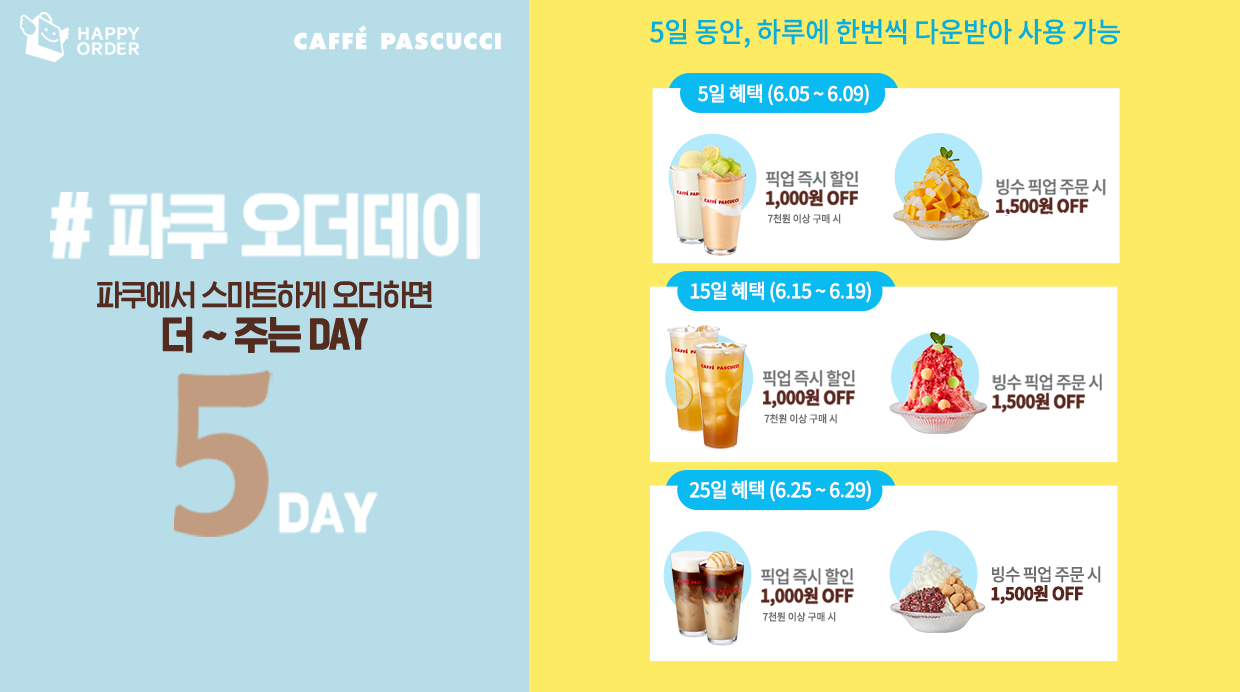 HAPPY
ORDER
CAFFÉ PASCUCCI
# 파쿠 오더데이
파쿠에서 스마트하게 오더하면
더 ~ 주는 DAY
5 DAY
5일 동안, 하루에 한번씩 다운받아 사용 가능
5일 혜택 (6.05 ~ 6.09)
CAFFÉ PASCUCCI
픽업 즉시 할인
1,000원 OFF
7천원 이상 구매 시
빙수 픽업 주문 시
1,500원 OFF
15일 혜택 (6.15 ~ 6.19)
CAFFÉ PASCUCCI
픽업 즉시 할인
1,000원 OFF
7천원 이상 구매 시
빙수 픽업 주문 시
1,500원 OFF
25일 혜택 (6.25 ~ 6.29)
픽업 즉시 할인
1,000원 OFF
7천원 이상 구매 시
빙수 픽업 주문 시
1,500원 OFF